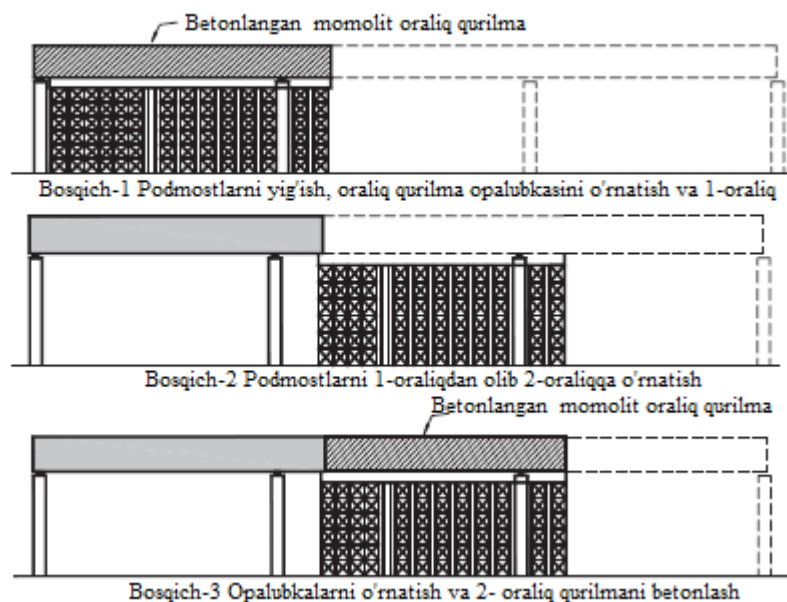 Betonlangan momolit oraliq qurilma
Bosqich-1 Podmostlarni yig'ish, oraliq qurilma opalubkasini o'rnatish va 1-oraliq
Bosqich-2 Podmostlarni 1-oraliqdan olib 2-oraliqqa o'rnatish
Betonlangan momolit oraliq qurilma
Bosqich-3 Opalubkalarni o'rnatish va 2- oraliq qurilmani betonlash